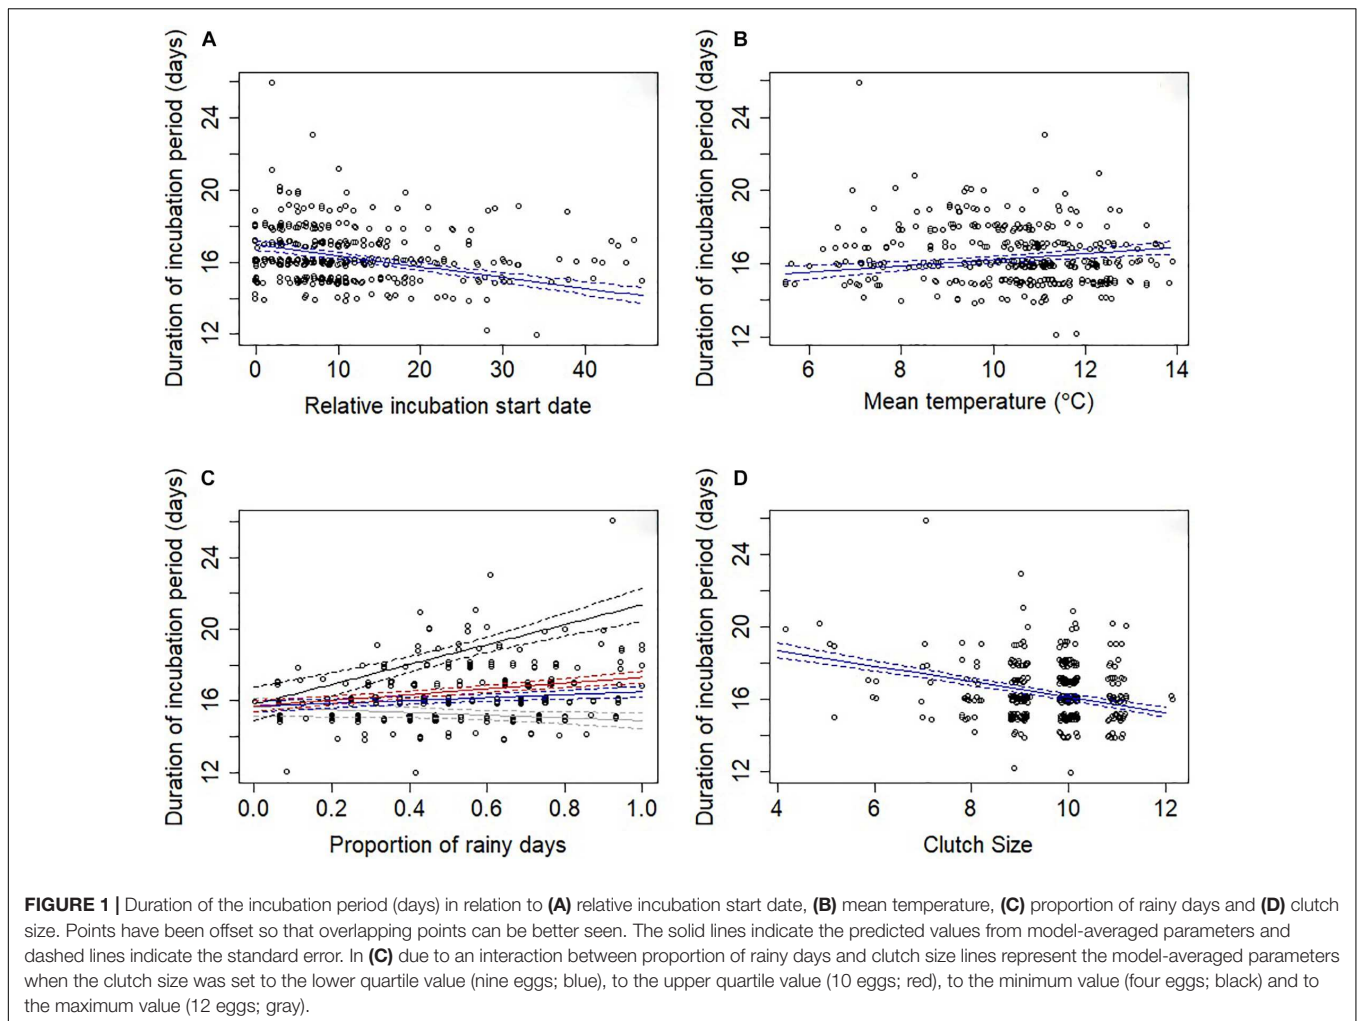 A
B
Duration of incubation period (days)
24
20
16
12
0 10 20 30 40
Relative incubation start date
Duration of incubation period (days)
24
20
16
12
6 8 10 12 14
Mean temperature (°C)
C
D
Duration of incubation period (days)
24
20
16
12
0.0 0.2 0.4 0.6 0.8 1.0
Proportion of rainy days
Duration of incubation period (days)
24
20
16
12
4 6 8 10 12
Clutch Size
FIGURE 1 | Duration of the incubation period (days) in relation to (A) relative incubation start date, (B) mean temperature, (C) proportion of rainy days and (D) clutch
size. Points have been offset so that overlapping points can be better seen. The solid lines indicate the predicted values from model-averaged parameters and
dashed lines indicate the standard error. In (C) due to an interaction between proportion of rainy days and clutch size lines represent the model-averaged parameters
when the clutch size was set to the lower quartile value (nine eggs; blue), to the upper quartile value (10 eggs; red), to the minimum value (four eggs; black) and to
the maximum value (12 eggs; gray).